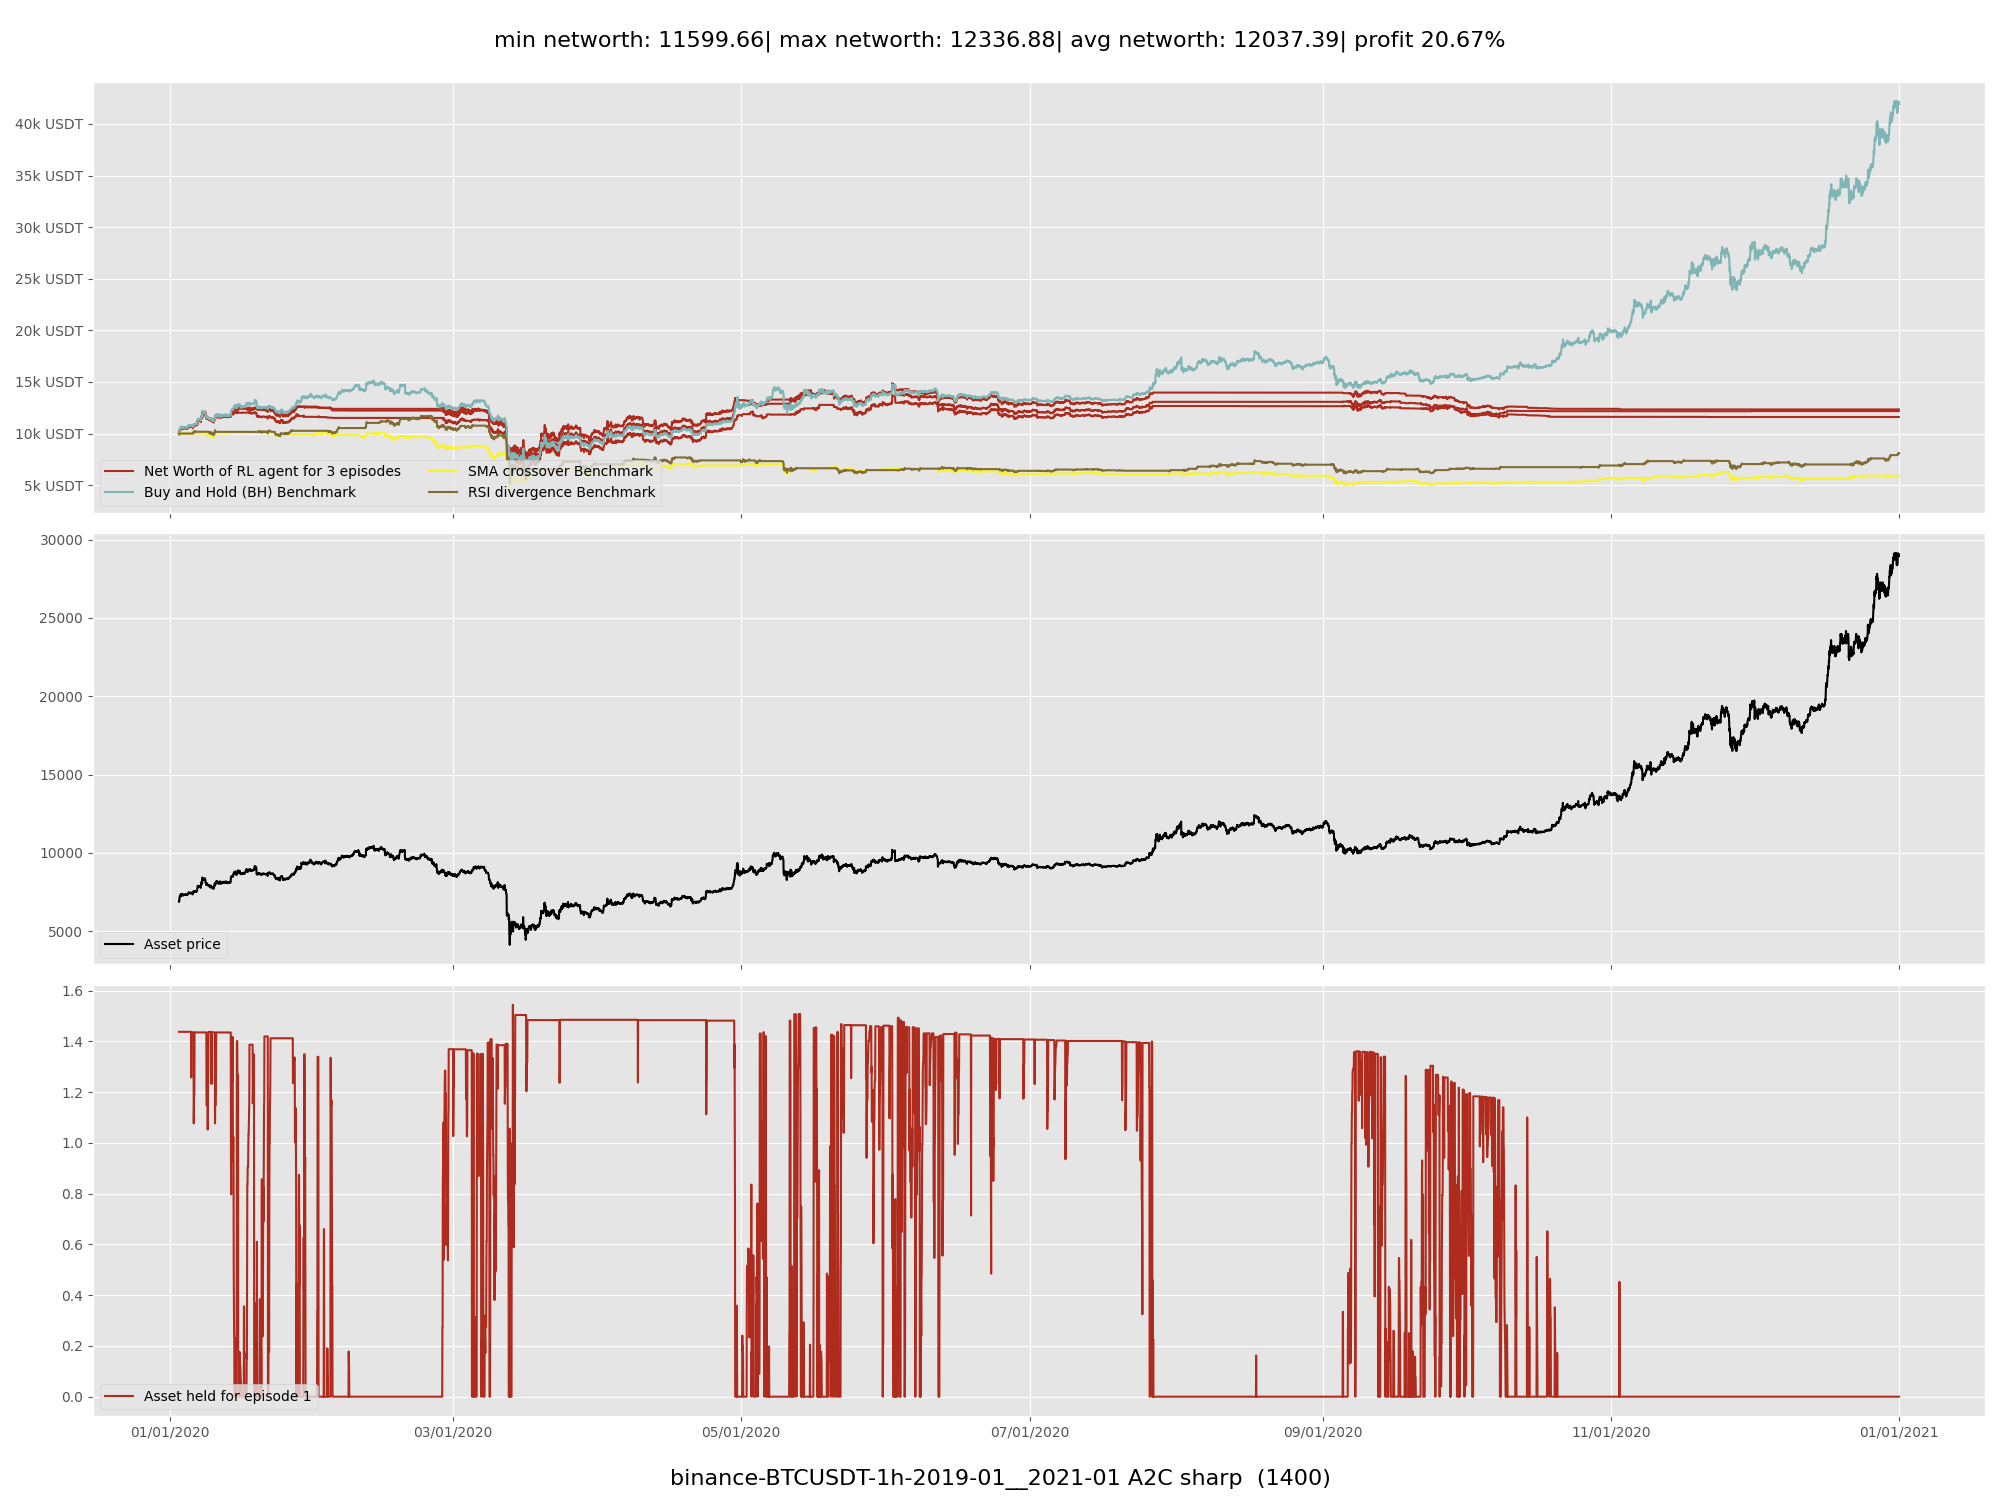 min networth: 11599.66| max networth: 12336.88| avg networth: 12037.39| profit 20.67%
40k USDT
35k USDT
30k USDT
25k USDT
20k USDT
15k USDT
10k USDT
5k USDT
Net Worth of RL agent for 3 episodes
Buy and Hold (BH) Benchmark
SMA crossover Benchmark
RSI divergence Benchmark
30000
25000
20000
15000
10000
5000
Asset price
1.6
1.4
1.2
1.0
0.8
0.6
0.4
0.2
0.0
Asset held for episode 1
01/01/2020 03/01/2020 05/01/2020 07/01/2020 09/01/2020 11/01/2020 01/01/2021
binance-BTCUSDT-1h-2019-01__2021-01 A2C sharp (1400)